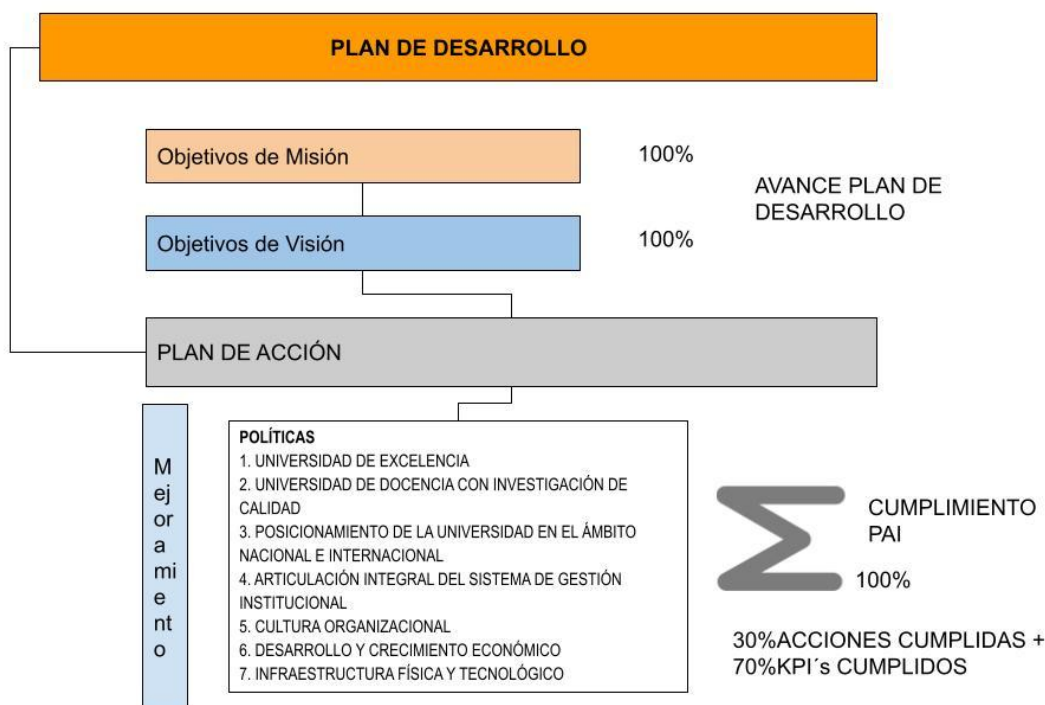 PLAN DE DESARROLLO
Objetivos de Misión
100%
AVANCE PLAN DE
DESARROLLO
Objetivos de Visión
100%
PLAN DE ACCIÓN
M
ej
or
a
mi
e
nt
o
POLÍTICAS
1. UNIVERSIDAD DE EXCELENCIA
2. UNIVERSIDAD DE DOCENCIA CON INVESTIGACIÓN DE
CALIDAD
3. POSICIONAMIENTO DE LA UNIVERSIDAD EN EL ÁMBITO
NACIONAL E INTERNACIONAL
4. ARTICULACIÓN INTEGRAL DEL SISTEMA DE GESTIÓN
INSTITUCIONAL
5. CULTURA ORGANIZACIONAL
6. DESARROLLO Y CRECIMIENTO ECONÓMICO
7. INFRAESTRUCTURA FÍSICA Y TECNOLÓGICO
Σ
CUMPLIMIENTO
PAI
100%
30%ACCIONES CUMPLIDAS +
70%KPI´s CUMPLIDOS